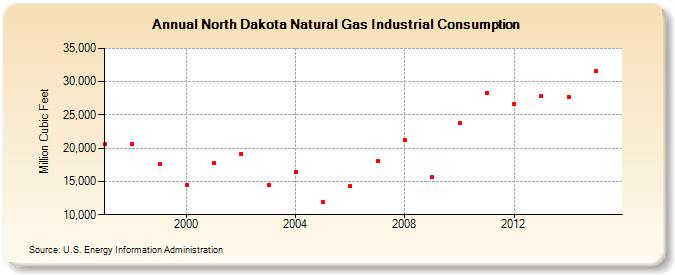 Annual North Dakota Natural Gas Industrial Consumption
Million Cubic Feet
35,000
30,000
25,000
20,000
15,000
10,000
2000 2004 2008 2012
Source: U.S. Energy Information Administration